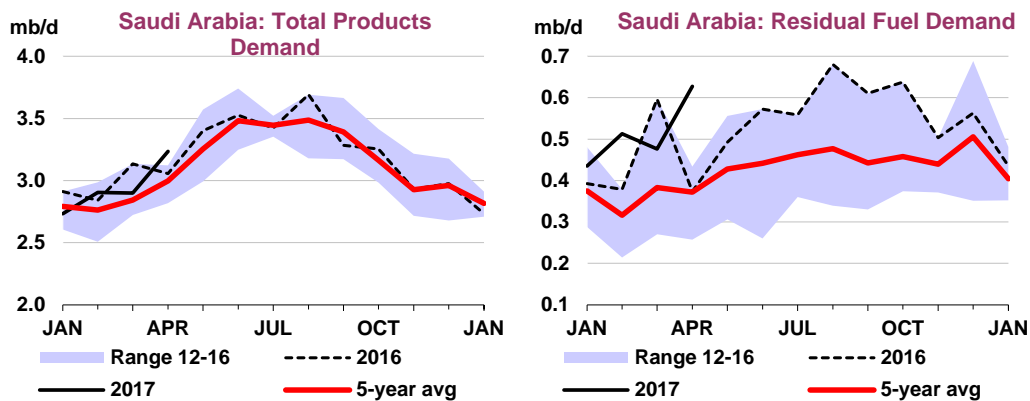 Saudi Arabia: Total Products
Demand
mb/d
4.0
3.5
3.0
2.5
2.0
JAN APR JUL OCT JAN
Range 12-16 2016
2017 5-year avg
Saudi Arabia: Residual Fuel Demand
mb/d
0.7
0.6
0.5
0.4
0.3
0.2
0.1
JAN APR JUL OCT JAN
Range 12-16 2016
2017 5-year avg